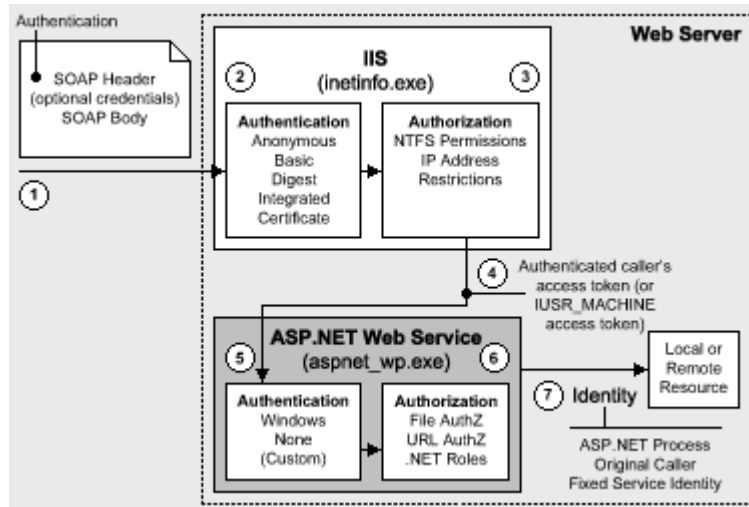 Authentication
SOAP Header
(optional credentials)
SOAP Body
1
Web Server
IIS
(inetinfo.exe)
2
3
Authentication
Anonymous
Basic
Digest
Integrated
Certificate
Authorization
NTFS Permissions
IP Address
Restrictions
4
Authenticated caller's
access token (or
IUSR_MACHINE
access token)
ASP.NET Web Service
(aspnet_wp.exe)
5
6
Authentication
Windows
None
(Custom)
Authorization
File AuthZ
URL AuthZ
.NET Roles
Local or
Remote
Resource
7 Identity
ASP.NET Process
Original Caller
Fixed Service Identity